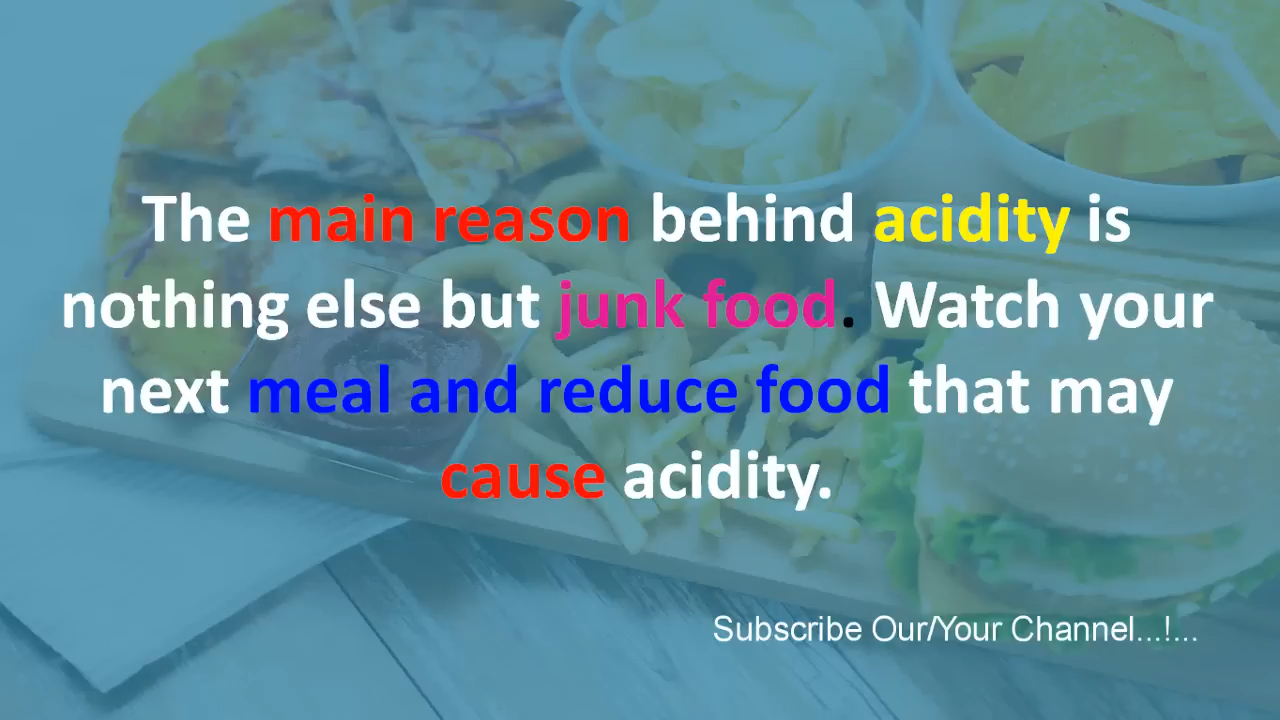 The main reason behind acidity is
nothing else but junk food. Watch your
next meal and reduce food that may
cause acidity.
Subscribe Our/Your Channel...!...